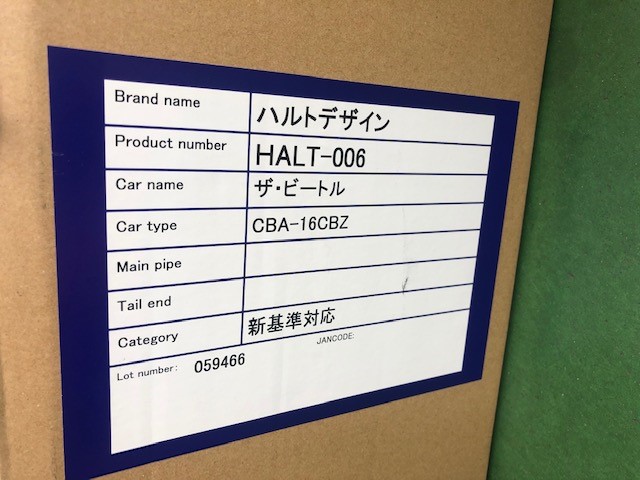 Brand name ハルトデザイン
Product number HALT-006
Car name ザ・ビートル
Car type CBA-16CBZ
Main pipe
Tail end
Category 新基準対応
Lot number: 059466 JANCODE: